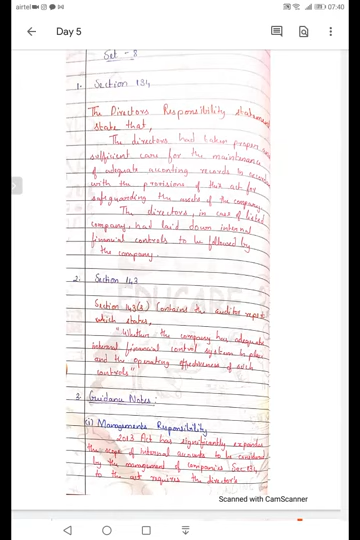 airtel
07:40
Day 5
Set - 8
1. Section 134
The Directors Responsibility statement
state that,
The directors had taken proper and
sufficient care for the maintenance
of adequate accounting records to accordance
with the provisions of this act for
safeguarding the assets of the company
The directors, in case of listed
company, had laid down internal
financial controls to be followed by
the company.
2. Section 143
Section 143(3) Contains the auditor report
which states,
"Whether the company has adequate
internal financial control system in place
and the operating effectiveness of such
controls"
3. Guidance Notes:
(i) Managements Responsibility
2013 Act has significantly expanded
the scope of internal controls to be considered
by the management of companies
to the act requires the director's
EDUCARE
Scanned with CamScanner